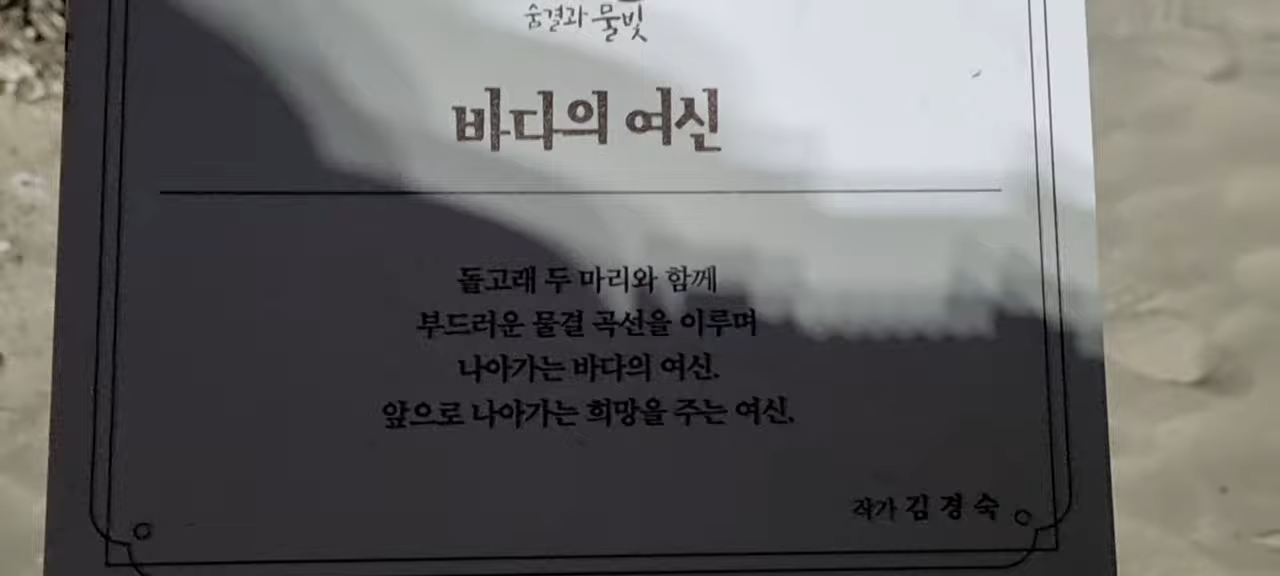 숨결과 물빛
바다의 여신
돌고래 두 마리와 함께
부드러운 물결 곡선을 이루며
나아가는 바다의 여신.
앞으로 나아가는 희망을 주는 여신.
작가 김경숙